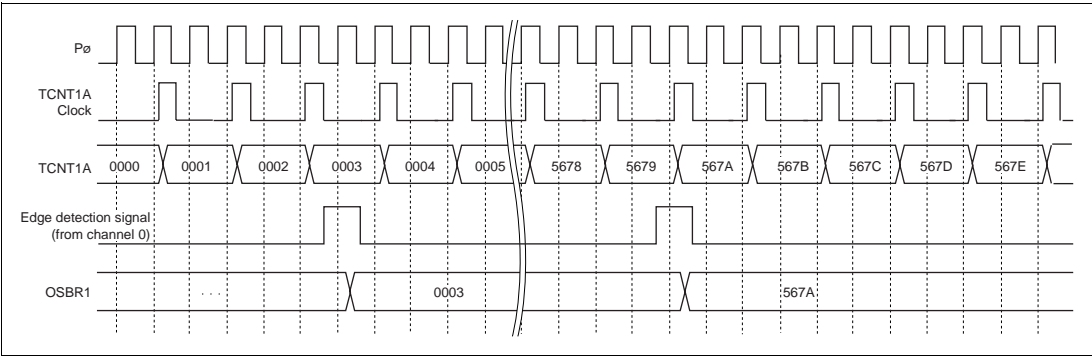 Pø
TCNT1A
Clock
TCNT1A 0000 0001 0002 0003 0004 0005 5678 5679 567A 567B 567C 567D 567E
Edge detection signal
(from channel 0)
OSBR1 . . . 0003 567A